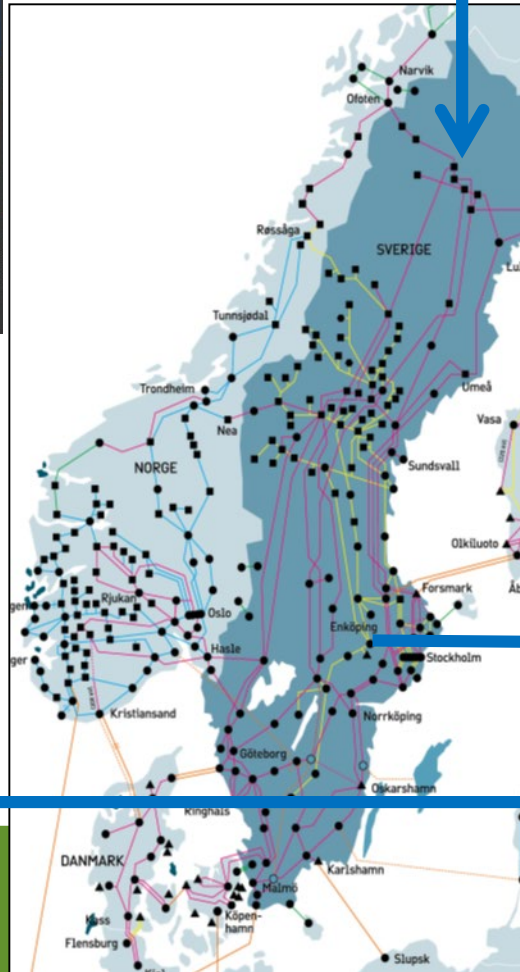 Narvik
Ofoten
Røssåga
SVERIGE
Tunnsjødal
Trondheim
Umeå
Nea
Vasa
NORGE
Sundsvall
Olkiluoto
Forsmark
Rjukan
Oslo
Enköping
Hasle
Stockholm
Kristiansand
Norrköping
Göteborg
Oskarshamn
Ringhals
Karlshamn
DANMARK
Malmö
Köpen-
hamn
Flensburg
Slupsk